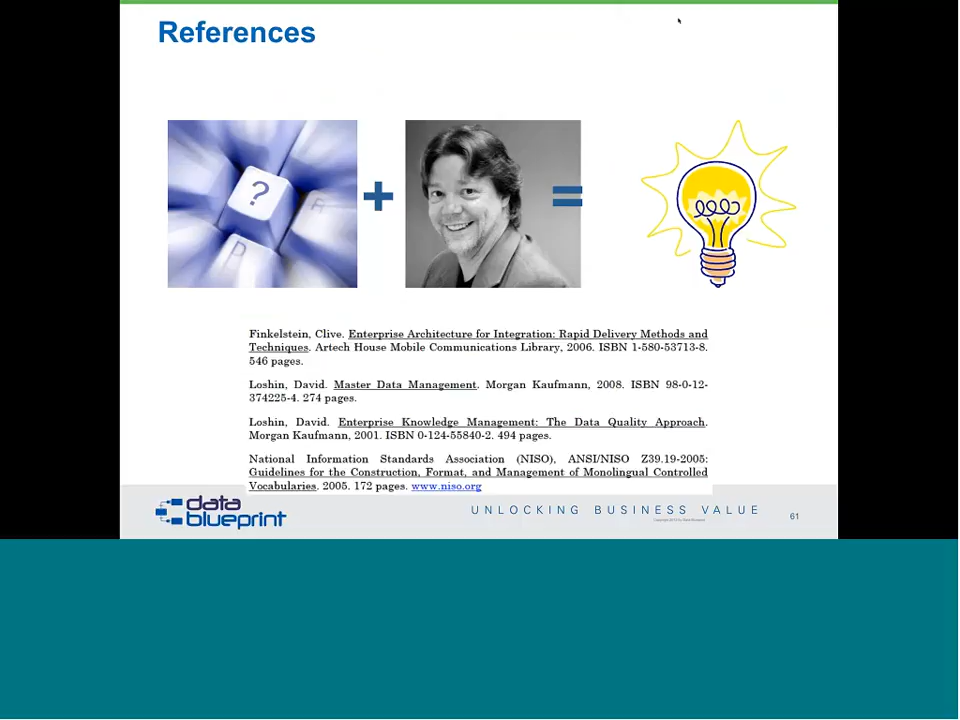 References
?
+
=
Finkelstein, Clive. Enterprise Architecture for Integration: Rapid Delivery Methods and
Techniques. Artech House Mobile Communications Library, 2006. ISBN 1-580-53713-8.
546 pages.
Loshin, David. Master Data Management. Morgan Kaufmann, 2008. ISBN 98-0-12-
374225-4. 274 pages.
Loshin, David. Enterprise Knowledge Management: The Data Quality Approach.
Morgan Kaufmann, 2001. ISBN 0-124-55840-2. 494 pages.
National Information Standards Association (NISO), ANSI/NISO Z39.19-2005:
Guidelines for the Construction, Format, and Management of Monolingual Controlled
Vocabularies. 2005. 172 pages. www.niso.org
data
blueprint
UNLOCKING BUSINESS VALUE
61